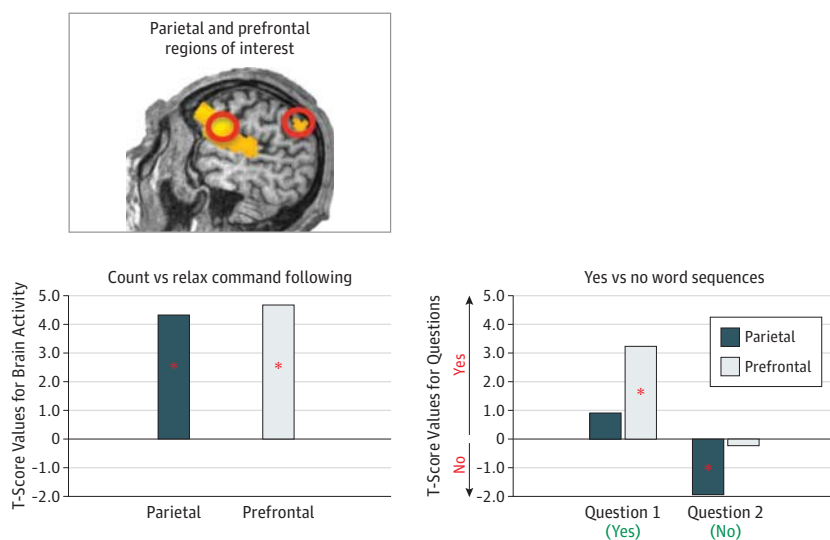 Parietal and prefrontal
regions of interest
Count vs relax command following
T-Score Values for Brain Activity
5.0
4.0
3.0
2.0
1.0
0
-1.0
-2.0
*
*
Parietal
Prefrontal
Yes vs no word sequences
T-Score Values for Questions
Yes
No
5.0
4.0
3.0
2.0
1.0
0
-1.0
-2.0
Parietal
Prefrontal
*
*
Question 1
(Yes)
Question 2
(No)